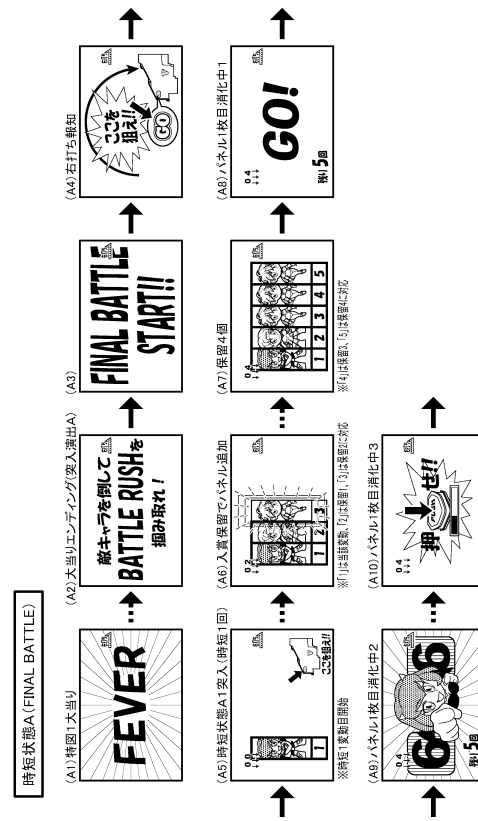 時短状態A(FINAL BATTLE)
(A1)特図1大当り
FEVER
(A2)大当りエンディング(突入演出A)
敵キャラを倒して
BATTLE RUSHを
掴み取れ！
(A3)
FINAL BATTLE
START!!
(A4)右打ち報知
ここを
狙え!!
GO
(A5)時短状態A1突入(時短1回)
0 0
↓↓↓
1
ここを狙え!!
※時短1変動目開始
(A6)入賞保留でパネル追加
0 2
↓↓↓
1 2 3
※「1」は当該変動、「2」は保留1、「3」は保留2に対応
(A7)保留4個
0 4
↓↓↓
1 2 3 4 5
※「4」は保留3、「5」は保留4に対応
(A8)パネル1枚目消化中1
0 4
↓↓↓
GO!
残り5回
(A9)パネル1枚目消化中2
0 4
↓↓↓
6 6
残り5回
(A10)パネル1枚目消化中3
0 4
↓↓↓
押せ!!